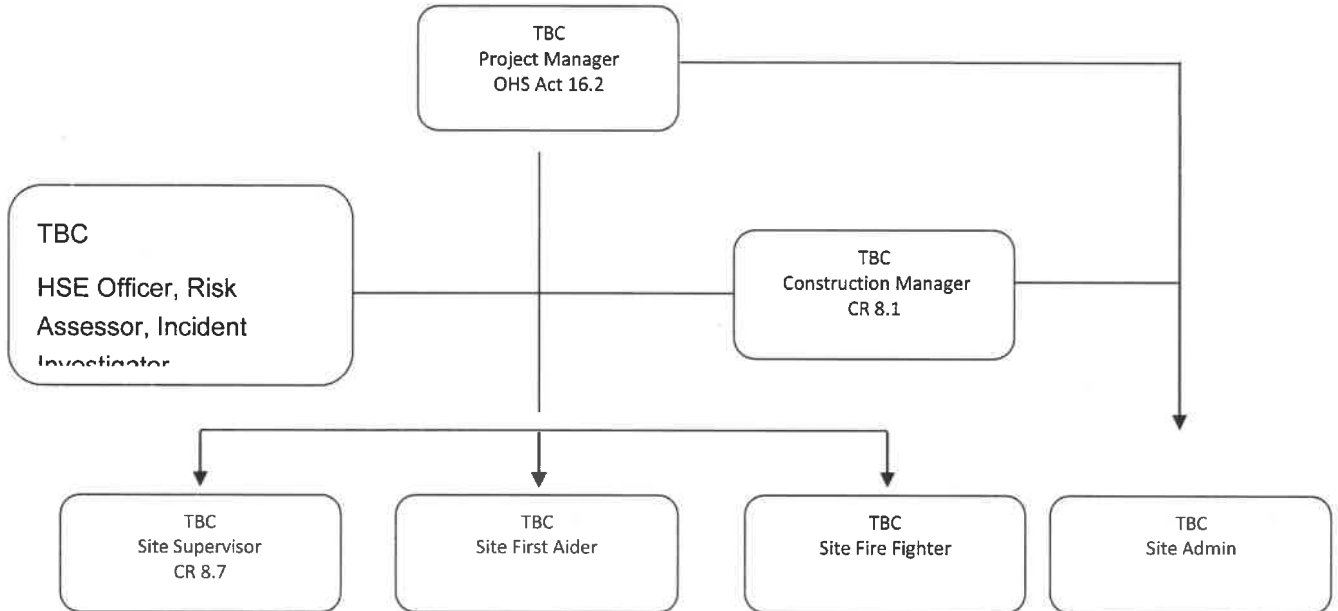 TBC
Project Manager
OHS Act 16.2
TBC
HSE Officer, Risk
Assessor, Incident
Investigator
TBC
Construction Manager
CR 8.1
TBC
Site Supervisor
CR 8.7
TBC
Site First Aider
TBC
Site Fire Fighter
TBC
Site Admin